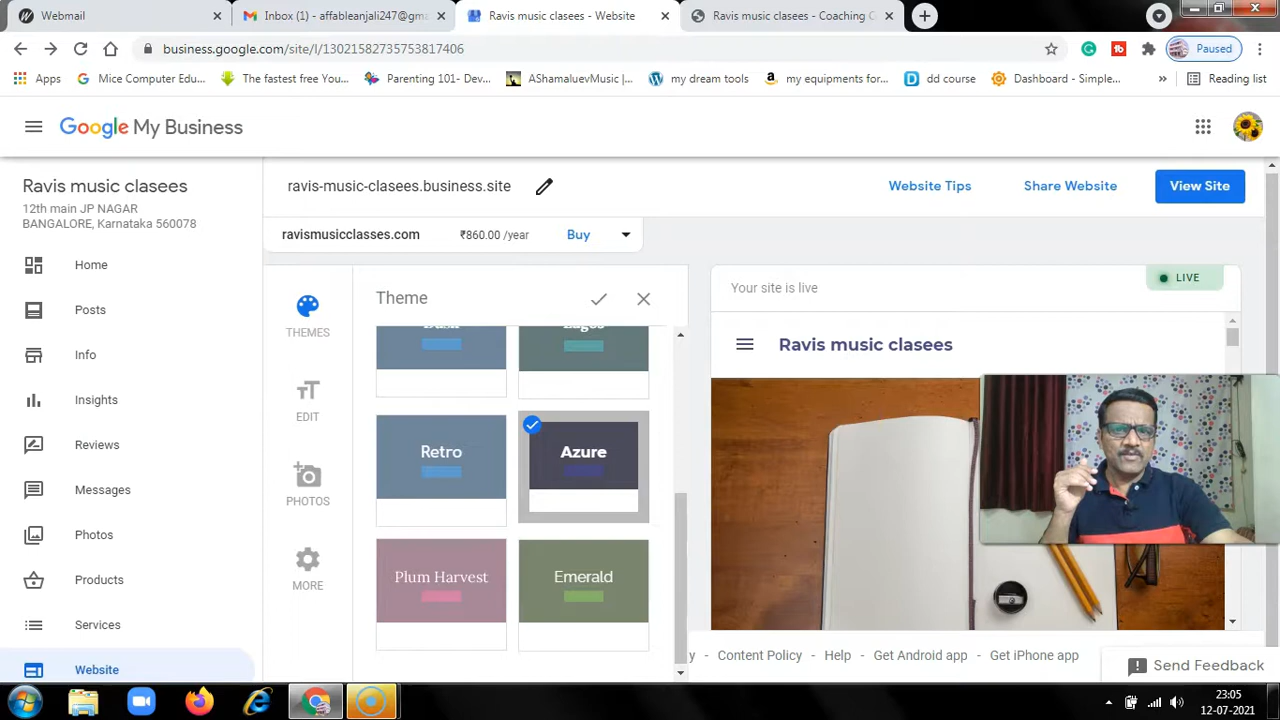 Webmail
Inbox (1) - affableanjali247@gm
Ravis music clasees - Website
Ravis music clasees - Coaching C
business.google.com/site/l/13021582735753817406
Paused
Apps
Mice Computer Edu...
The fastest free You...
Parenting 101- Dev...
AShamaluevMusic |...
my dream tools
my equipments for...
dd course
Dashboard - Simple...
»
Reading list
Google My Business
Ravis music clasees
12th main JP NAGAR
BANGALORE, Karnataka 560078
Home
Posts
Info
Insights
Reviews
Messages
Photos
Products
Services
Website
ravis-music-clasees.business.site
Website Tips
Share Website
View Site
ravismusicclasses.com
₹860.00 /year
Buy
THEMES
EDIT
PHOTOS
MORE
Theme
Retro
Azure
Plum Harvest
Emerald
Your site is live
LIVE
Ravis music clasees
y - Content Policy - Help - Get Android app - Get iPhone app
Send Feedback
23:05
12-07-2021